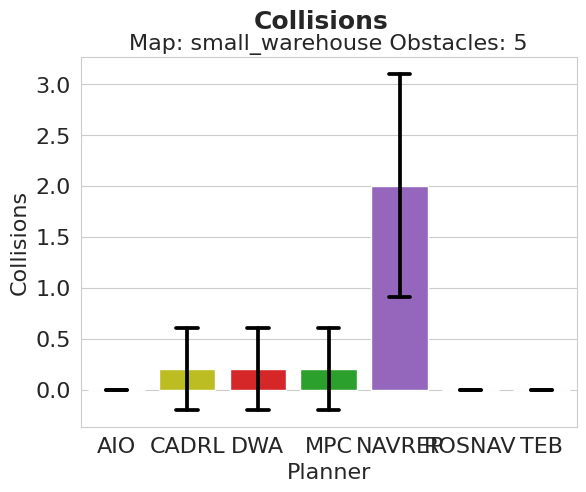 Collisions
Map: small_warehouse Obstacles: 5
3.0
2.5
2.0
1.5
1.0
0.5
0.0
Collisions
AIO CADRL DWA MPC NAVREP ROSNAV TEB
Planner